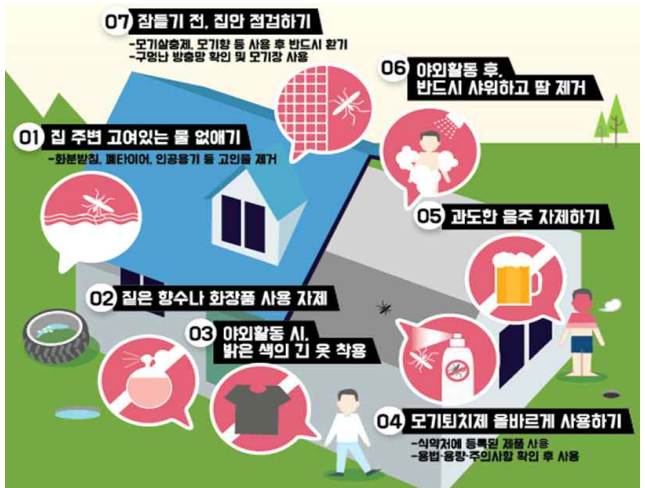 01 집 주변 고여있는 물 없애기
-화분받침, 폐타이어, 인공용기 등 고인물 제거
02 짙은 향수나 화장품 사용 자제
03 야외활동 시,
밝은 색의 긴 옷 착용
04 모기퇴치제 올바르게 사용하기
-식약처에 등록된 제품 사용
-용법·용량·주의사항 확인 후 사용
05 과도한 음주 자제하기
06 야외활동 후,
반드시 샤워하고 땀 제거
07 잠들기 전, 집안 점검하기
-모기살충제, 모기향 등 사용 후 반드시 환기
-구멍난 방충망 확인 및 모기장 사용